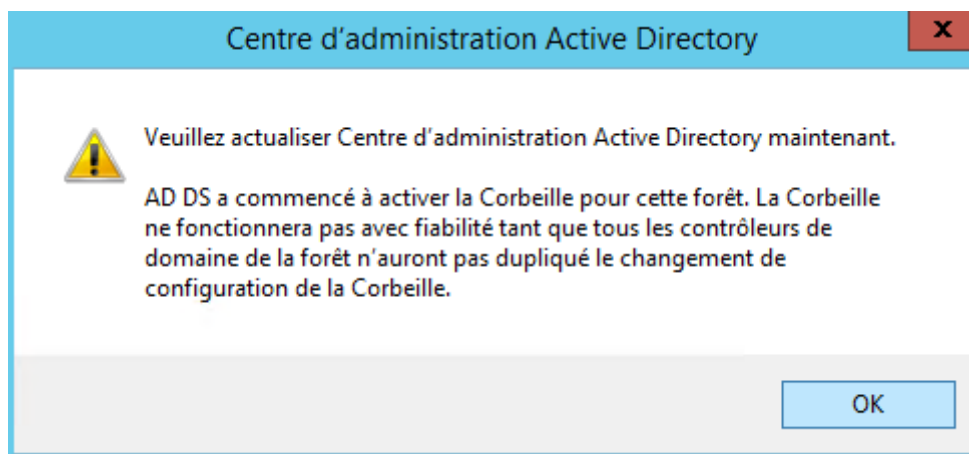 Centre d'administration Active Directory
x
Veuillez actualiser Centre d'administration Active Directory maintenant.
AD DS a commencé à activer la Corbeille pour cette forêt. La Corbeille
ne fonctionnera pas avec fiabilité tant que tous les contrôleurs de
domaine de la forêt n'auront pas dupliqué le changement de
configuration de la Corbeille.
OK